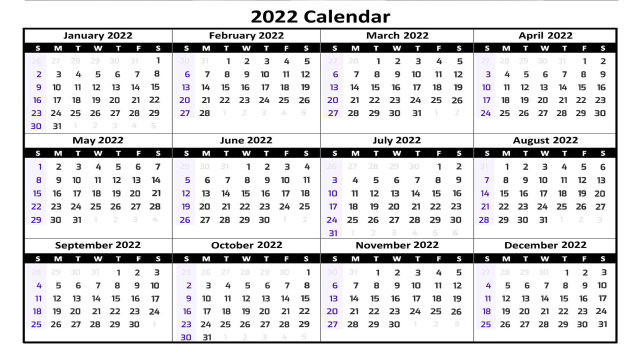 2022 Calendar
January 2022
S M T W T F S
26 27 28 29 30 31 1
2 3 4 5 6 7 8
9 10 11 12 13 14 15
16 17 18 19 20 21 22
23 24 25 26 27 28 29
30 31 1 2 3 4 5
February 2022
S M T W T F S
30 31 1 2 3 4 5
6 7 8 9 10 11 12
13 14 15 16 17 18 19
20 21 22 23 24 25 26
27 28 1 2 3 4 5
March 2022
S M T W T F S
27 28 1 2 3 4 5
6 7 8 9 10 11 12
13 14 15 16 17 18 19
20 21 22 23 24 25 26
27 28 29 30 31 1 2
April 2022
S M T W T F S
27 28 29 30 31 1 2
3 4 5 6 7 8 9
10 11 12 13 14 15 16
17 18 19 20 21 22 23
24 25 26 27 28 29 30
May 2022
S M T W T F S
1 2 3 4 5 6 7
8 9 10 11 12 13 14
15 16 17 18 19 20 21
22 23 24 25 26 27 28
29 30 31 1 2 3 4
June 2022
S M T W T F S
29 30 31 1 2 3 4
5 6 7 8 9 10 11
12 13 14 15 16 17 18
19 20 21 22 23 24 25
26 27 28 29 30 1 2
July 2022
S M T W T F S
26 27 28 29 30 1 2
3 4 5 6 7 8 9
10 11 12 13 14 15 16
17 18 19 20 21 22 23
24 25 26 27 28 29 30
31 1 2 3 4 5 6
August 2022
S M T W T F S
31 1 2 3 4 5 6
7 8 9 10 11 12 13
14 15 16 17 18 19 20
21 22 23 24 25 26 27
28 29 30 31 1 2 3
September 2022
S M T W T F S
28 29 30 31 1 2 3
4 5 6 7 8 9 10
11 12 13 14 15 16 17
18 19 20 21 22 23 24
25 26 27 28 29 30 1
October 2022
S M T W T F S
25 26 27 28 29 30 1
2 3 4 5 6 7 8
9 10 11 12 13 14 15
16 17 18 19 20 21 22
23 24 25 26 27 28 29
30 31 1 2 3 4 5
November 2022
S M T W T F S
30 31 1 2 3 4 5
6 7 8 9 10 11 12
13 14 15 16 17 18 19
20 21 22 23 24 25 26
27 28 29 30 1 2 3
December 2022
S M T W T F S
27 28 29 30 1 2 3
4 5 6 7 8 9 10
11 12 13 14 15 16 17
18 19 20 21 22 23 24
25 26 27 28 29 30 31